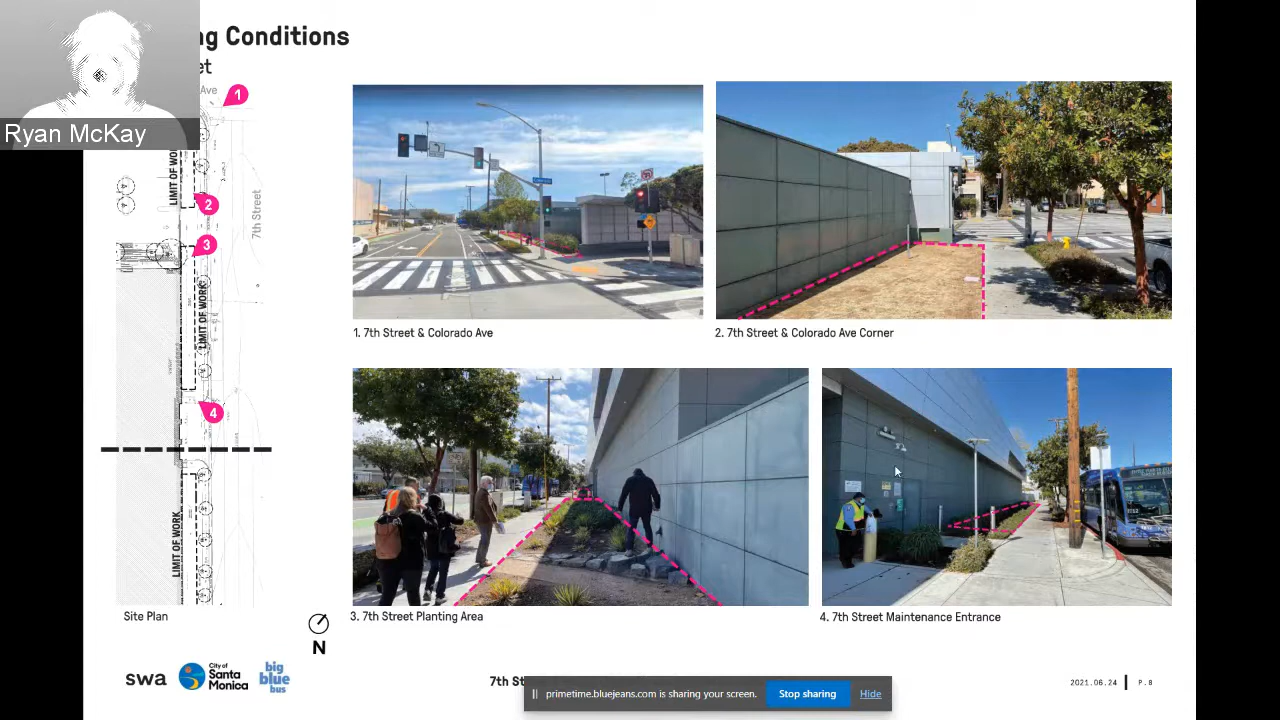 ng Conditions
et
Ave
Ryan McKay
1
2
3
4
LIMIT OF WORK
7th Street
LIMIT OF WORK
LIMIT OF WORK
1. 7th Street & Colorado Ave
2. 7th Street & Colorado Ave Corner
Site Plan
3. 7th Street Planting Area
4. 7th Street Maintenance Entrance
N
swa
City of
Santa
Monica
big
blue
bus
7th St
primetime.bluejeans.com is sharing your screen.
Stop sharing
Hide
2021.06.24
P.8